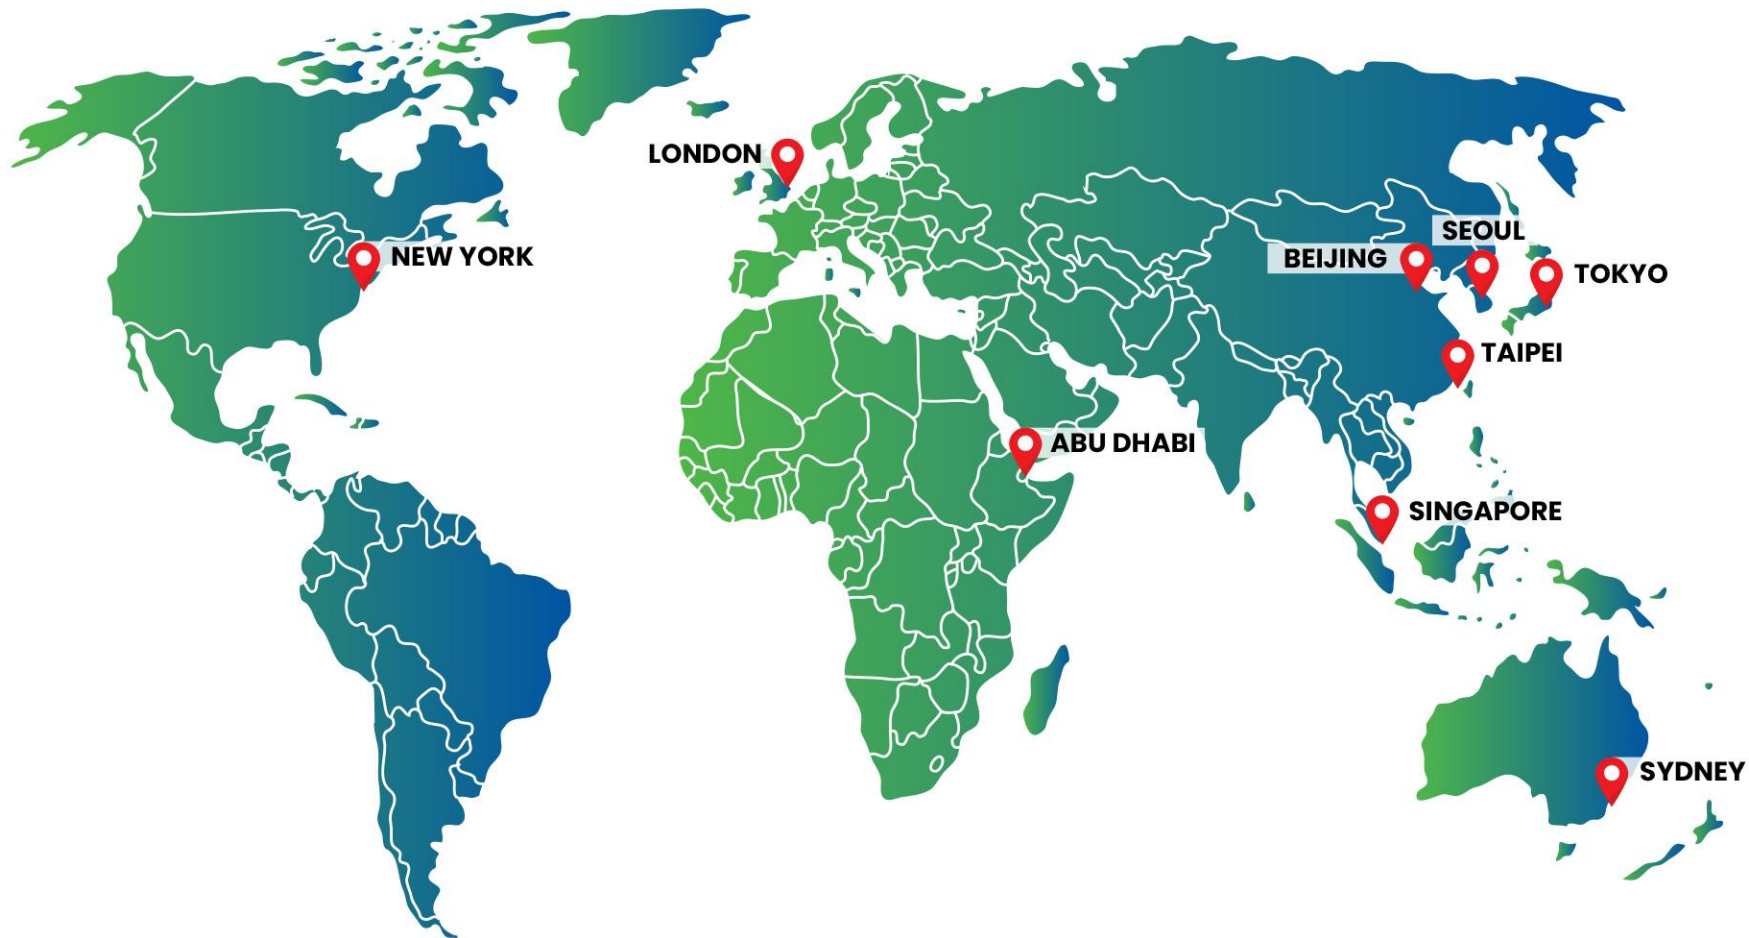 LONDON
SEOUL
NEW YORK
BEIJING
TOKYO
TAIPEI
ABU DHABI
SINGAPORE
SYDNEY